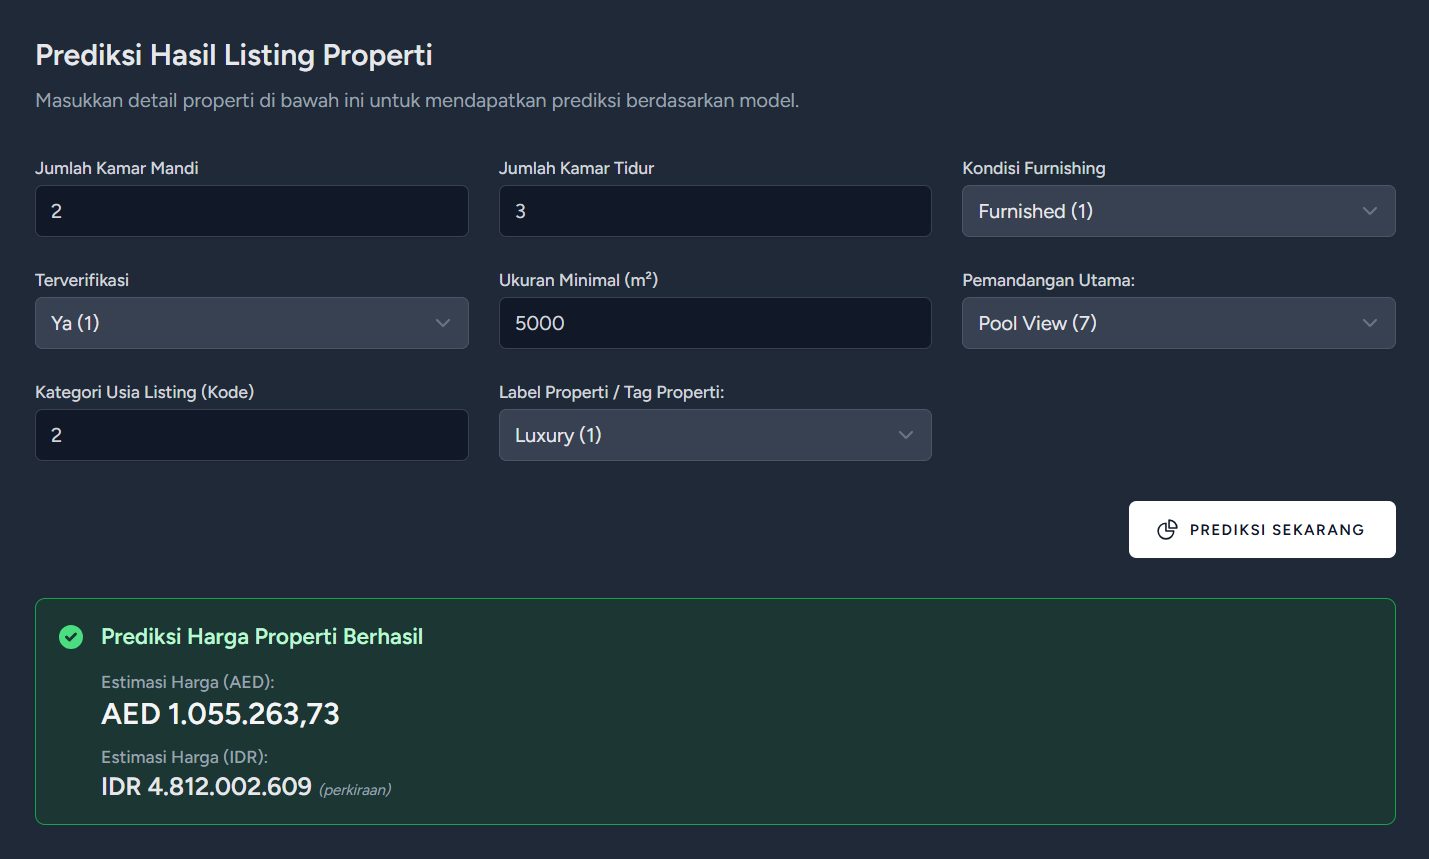 Prediksi Hasil Listing Properti
Masukkan detail properti di bawah ini untuk mendapatkan prediksi berdasarkan model.
Jumlah Kamar Mandi
2
Jumlah Kamar Tidur
3
Kondisi Furnishing
Furnished (1)
Terverifikasi
Ya (1)
Ukuran Minimal (m²)
5000
Pemandangan Utama:
Pool View (7)
Kategori Usia Listing (Kode)
2
Label Properti / Tag Properti:
Luxury (1)
PREDIKSI SEKARANG
Prediksi Harga Properti Berhasil
Estimasi Harga (AED):
AED 1.055.263,73
Estimasi Harga (IDR):
IDR 4.812.002.609 (perkiraan)